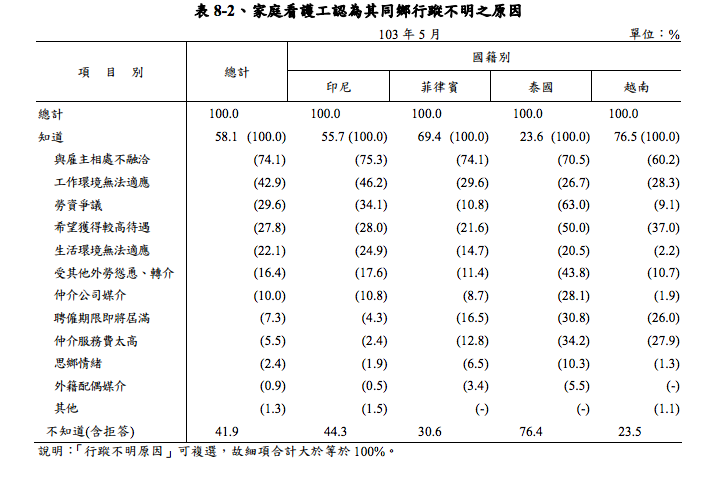 表 8-2、家庭看護工認為其同鄉行蹤不明之原因
103 年 5 月 單位：%
項 目 別 總計 國籍別
印尼 菲律賓 泰國 越南
總計 100.0 100.0 100.0 100.0 100.0
知道 58.1 (100.0) 55.7 (100.0) 69.4 (100.0) 23.6 (100.0) 76.5 (100.0)
與雇主相處不融洽 (74.1) (75.3) (74.1) (70.5) (60.2)
工作環境無法適應 (42.9) (46.2) (29.6) (26.7) (28.3)
勞資爭議 (29.6) (34.1) (10.8) (63.0) (9.1)
希望獲得較高待遇 (27.8) (28.0) (21.6) (50.0) (37.0)
生活環境無法適應 (22.1) (24.9) (14.7) (20.5) (2.2)
受其他外勞慫恿、轉介 (16.4) (17.6) (11.4) (43.8) (10.7)
仲介公司媒介 (10.0) (10.8) (8.7) (28.1) (1.9)
聘僱期限即將屆滿 (7.3) (4.3) (16.5) (30.8) (26.0)
仲介服務費太高 (5.5) (2.4) (12.8) (34.2) (27.9)
思鄉情緒 (2.4) (1.9) (6.5) (10.3) (1.3)
外籍配偶媒介 (0.9) (0.5) (3.4) (5.5) (-)
其他 (1.3) (1.5) (-) (-) (1.1)
不知道(含拒答) 41.9 44.3 30.6 76.4 23.5
說明：「行蹤不明原因」可複選，故細項合計大於等於 100%。